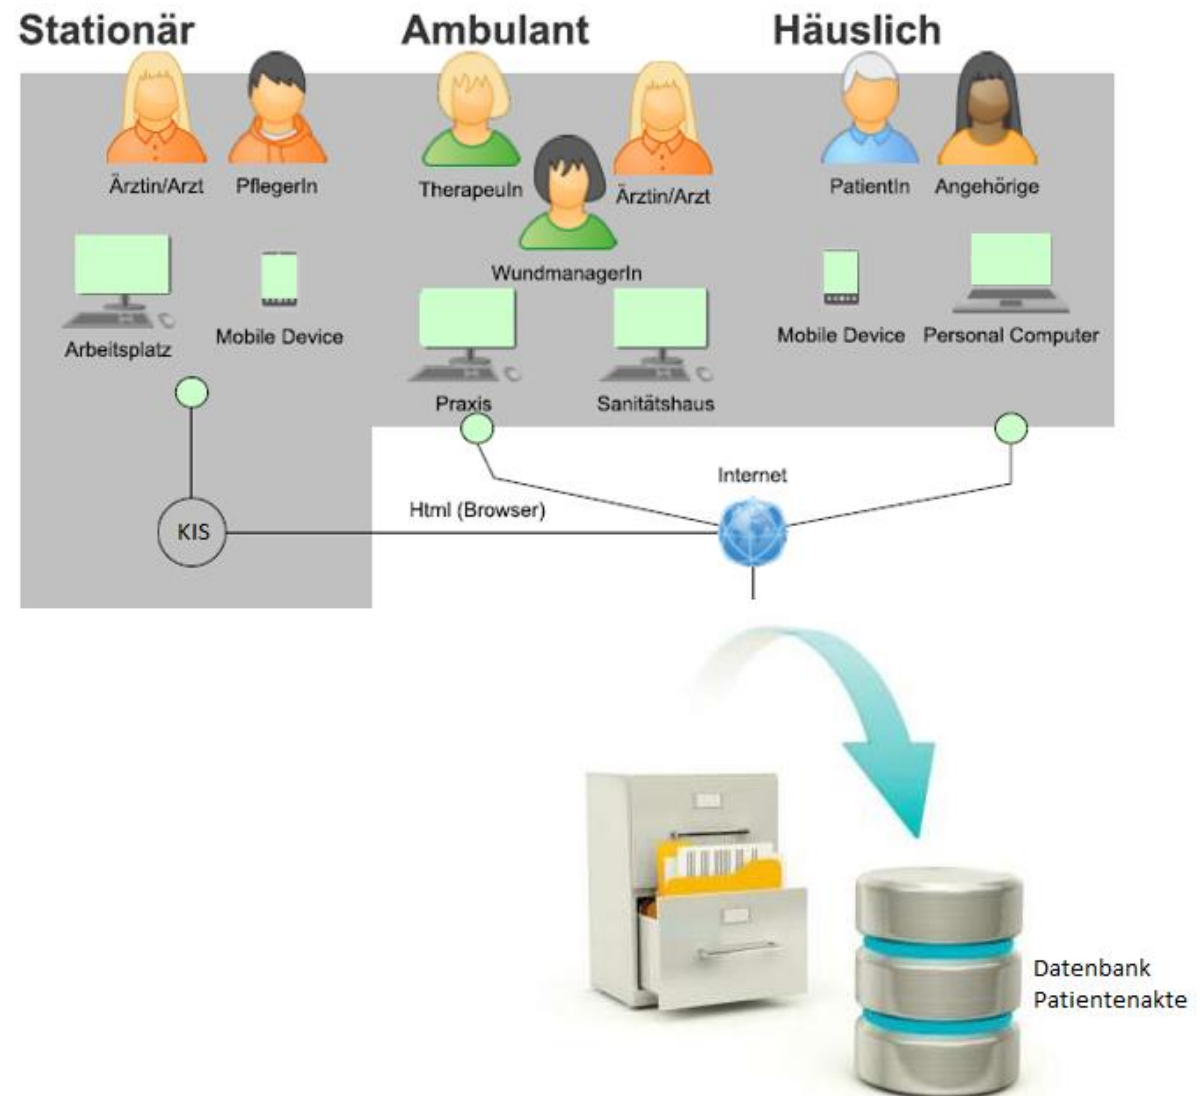 Stationär
Ambulant
Häuslich
Ärztin/Arzt
PflegerIn
TherapeuIn
Ärztin/Arzt
WundmanagerIn
PatientIn
Angehörige
Arbeitsplatz
Mobile Device
Praxis
Sanitätshaus
Mobile Device
Personal Computer
KIS
Html (Browser)
Internet
Datenbank
Patientenakte